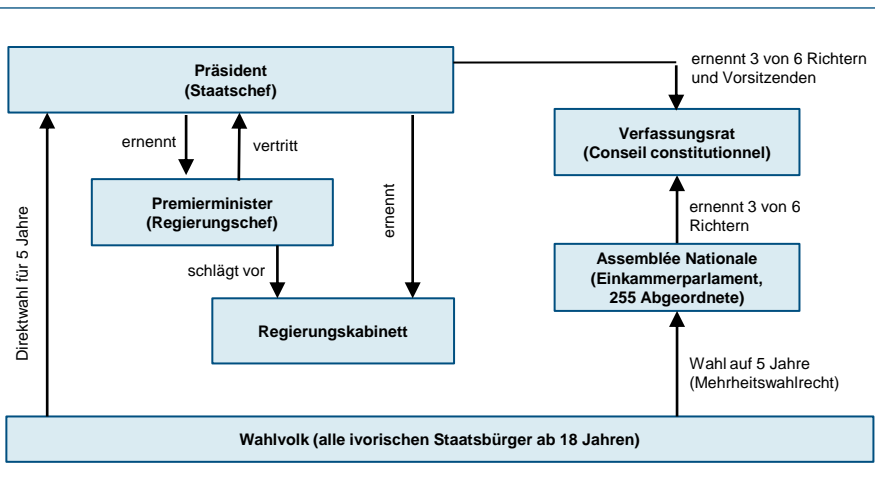 Präsident
(Staatschef)
ernennt 3 von 6 Richtern
und Vorsitzenden
Verfassungsrat
(Conseil constitutionnel)
ernennt
vertritt
Premierminister
(Regierungschef)
ernennt
ernennt 3 von 6
Richtern
Direktwahl für 5 Jahre
schlägt vor
Assemblée Nationale
(Einkammerparlament,
255 Abgeordnete)
Regierungskabinett
Wahl auf 5 Jahre
(Mehrheitswahlrecht)
Wahlvolk (alle ivorischen Staatsbürger ab 18 Jahren)